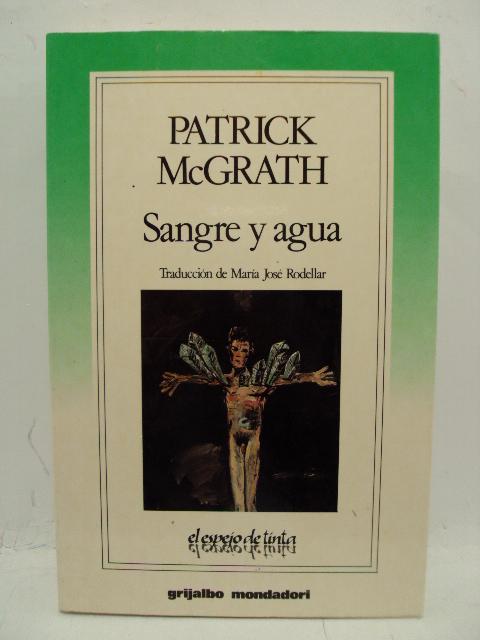 PATRICK
McGRATH
Sangre y agua
Traducción de María José Rodellar
el espejo de tinta
el espejo de tinta
grijalbo mondadori